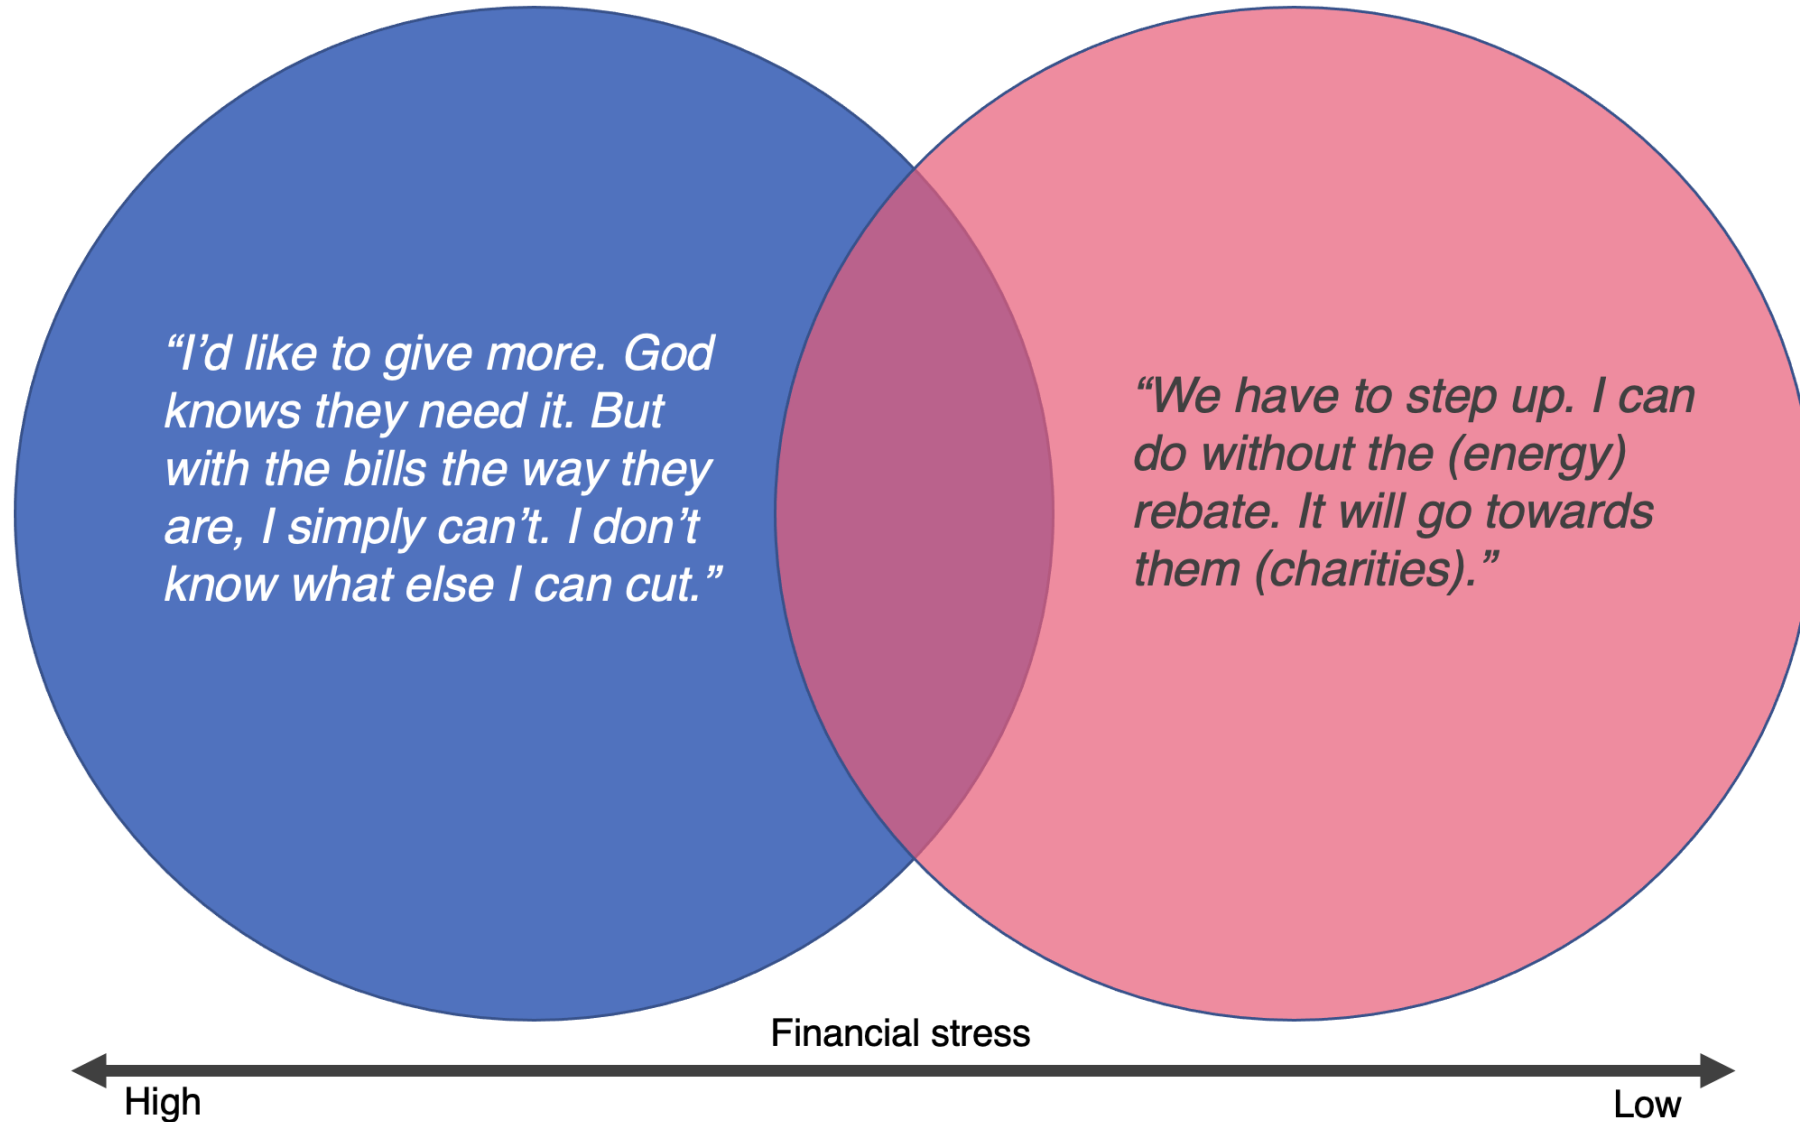 “I’d like to give more. God
knows they need it. But
with the bills the way they
are, I simply can’t. I don’t
know what else I can cut.”
“We have to step up. I can
do without the (energy)
rebate. It will go towards
them (charities).”
Financial stress
High
Low